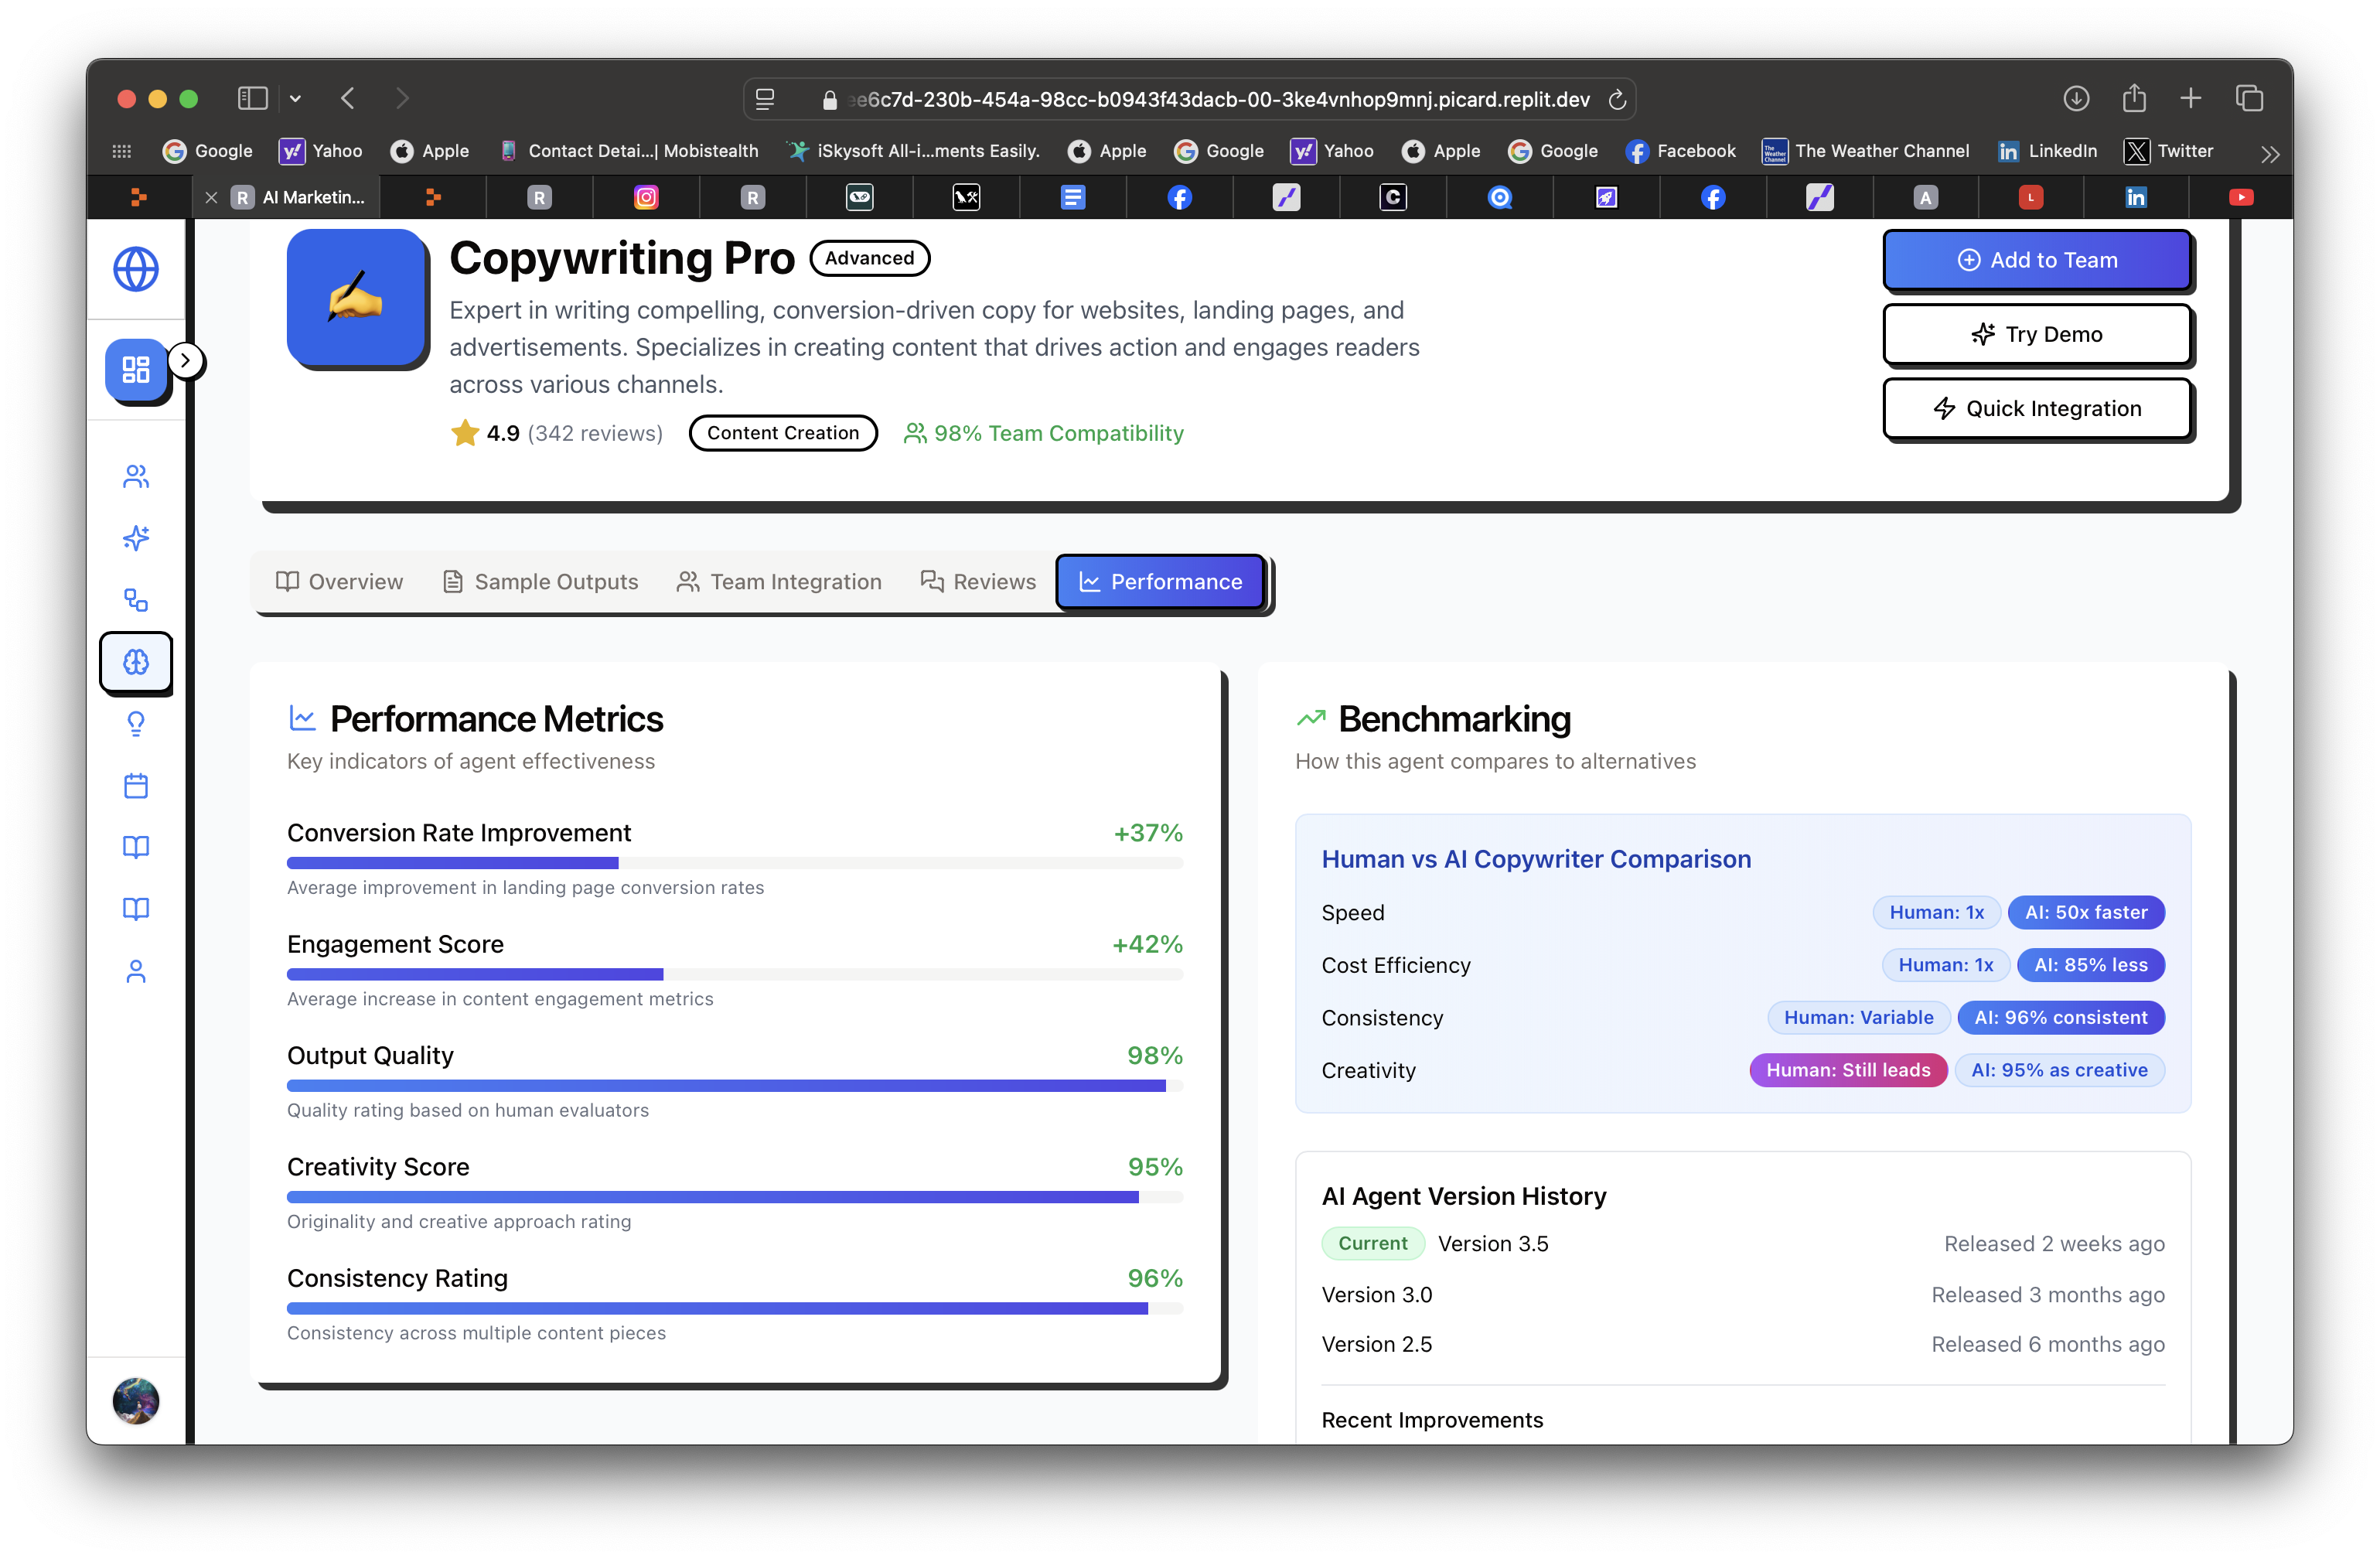 ee6c7d-230b-454a-98cc-b0943f43dacb-00-3ke4vnhop9mnj.picard.replit.dev
Google Yahoo Apple Contact Detai...| Mobistealth iSkysoft All-i...ments Easily. Apple Google Yahoo Apple Google Facebook The Weather Channel LinkedIn Twitter
R AI Marketin... R R C A L
Copywriting Pro Advanced
Expert in writing compelling, conversion-driven copy for websites, landing pages, and
advertisements. Specializes in creating content that drives action and engages readers
across various channels.
4.9 (342 reviews) Content Creation 98% Team Compatibility
Add to Team
Try Demo
Quick Integration
Overview Sample Outputs Team Integration Reviews Performance
Performance Metrics
Key indicators of agent effectiveness
Conversion Rate Improvement +37%
Average improvement in landing page conversion rates
Engagement Score +42%
Average increase in content engagement metrics
Output Quality 98%
Quality rating based on human evaluators
Creativity Score 95%
Originality and creative approach rating
Consistency Rating 96%
Consistency across multiple content pieces
Benchmarking
How this agent compares to alternatives
Human vs AI Copywriter Comparison
Speed Human: 1x AI: 50x faster
Cost Efficiency Human: 1x AI: 85% less
Consistency Human: Variable AI: 96% consistent
Creativity Human: Still leads AI: 95% as creative
AI Agent Version History
Current Version 3.5 Released 2 weeks ago
Version 3.0 Released 3 months ago
Version 2.5 Released 6 months ago
Recent Improvements